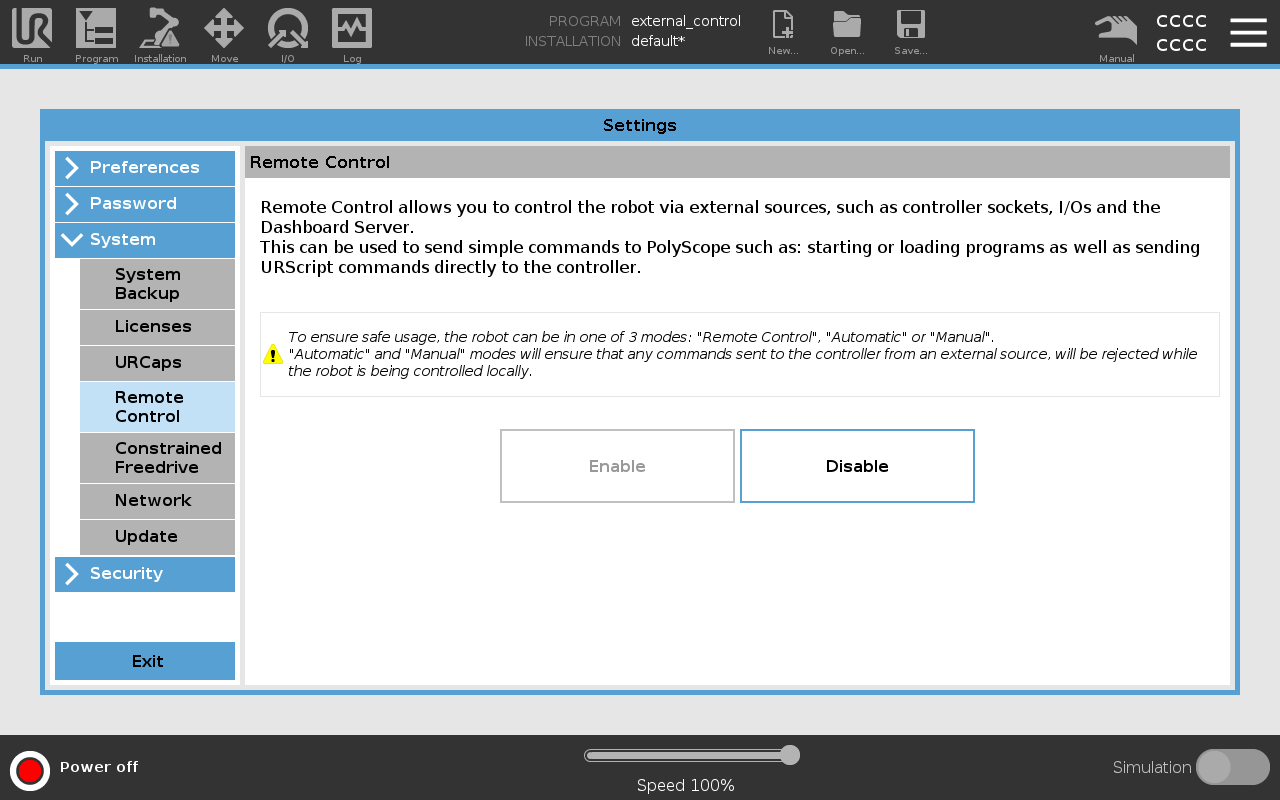 Run
Program
Installation
Move
I/O
Log
PROGRAM external_control
INSTALLATION default*
New...
Open...
Save...
Manual
CCCC
CCCC
Settings
Preferences
Password
System
System
Backup
Licenses
URCaps
Remote
Control
Constrained
Freedrive
Network
Update
Security
Exit
Remote Control
Remote Control allows you to control the robot via external sources, such as controller sockets, I/Os and the
Dashboard Server.
This can be used to send simple commands to PolyScope such as: starting or loading programs as well as sending
URScript commands directly to the controller.
To ensure safe usage, the robot can be in one of 3 modes: "Remote Control", "Automatic" or "Manual".
"Automatic" and "Manual" modes will ensure that any commands sent to the controller from an external source, will be rejected while
the robot is being controlled locally.
Enable
Disable
Power off
Speed 100%
Simulation